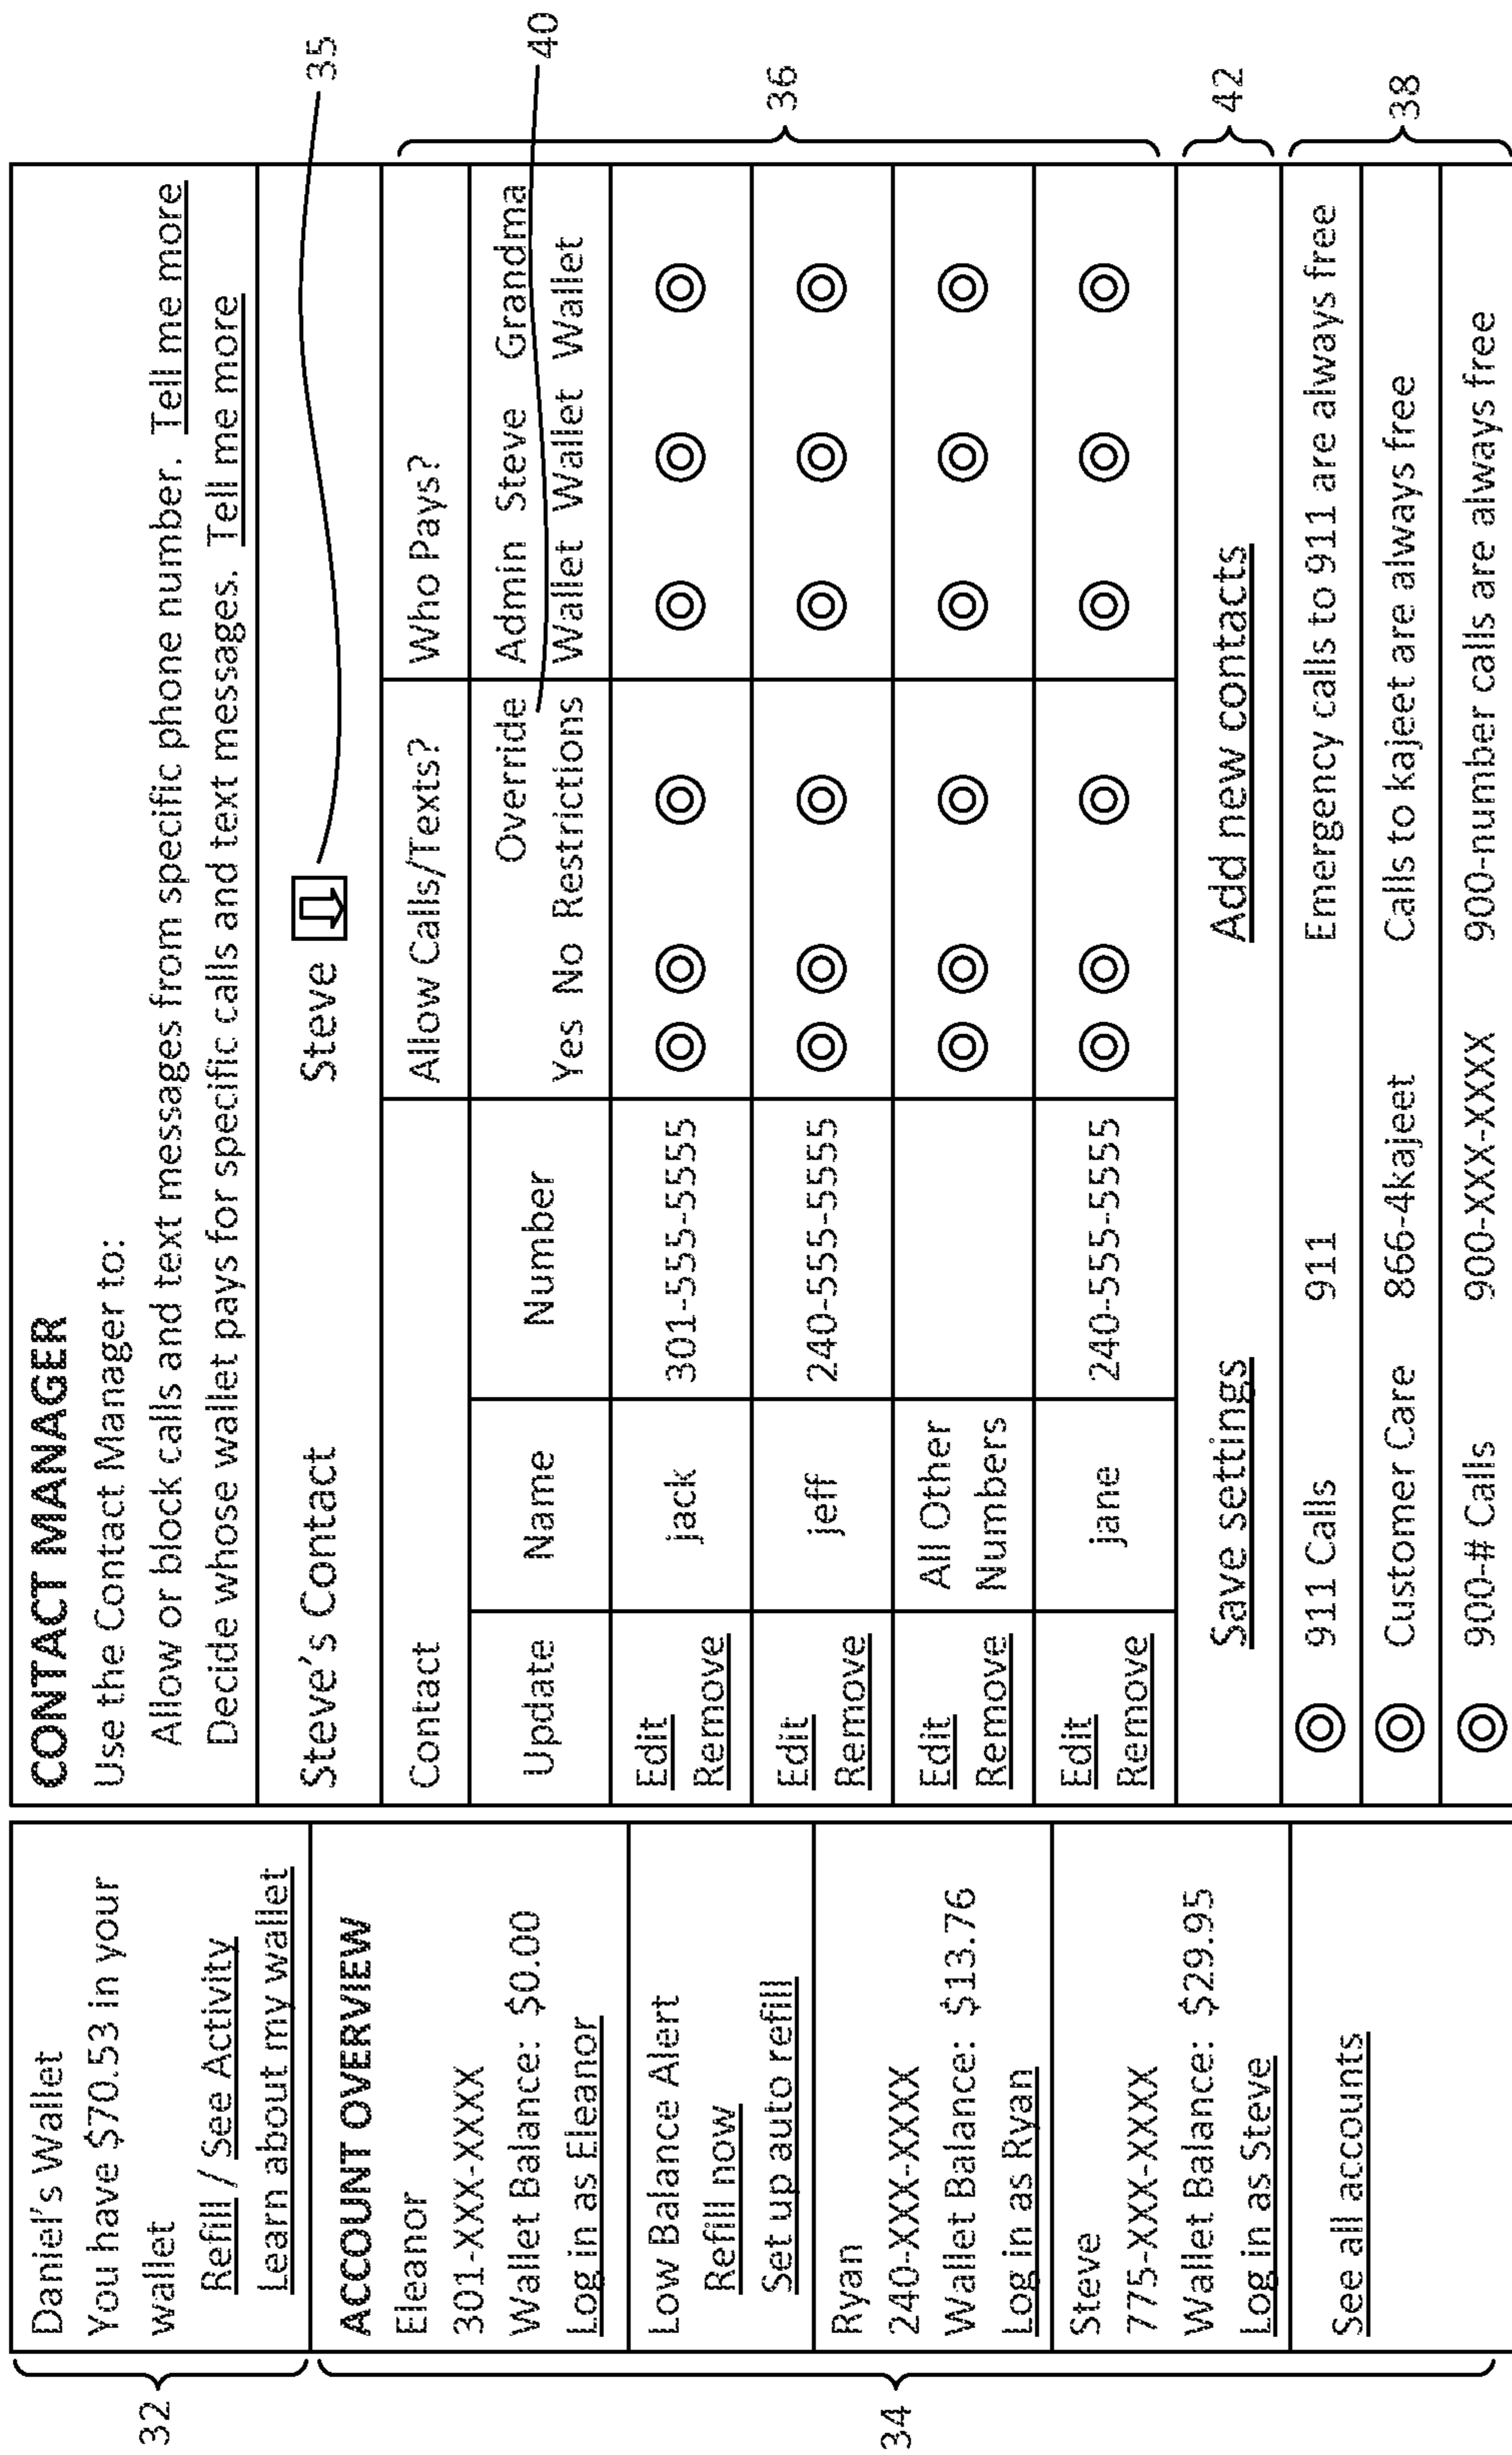 32
Daniel's Wallet
You have $70.53 in your
wallet
Refill / See Activity
Learn about my wallet
34
ACCOUNT OVERVIEW
Eleanor
301-XXX-XXXX
Wallet Balance: $0.00
Log in as Eleanor
Low Balance Alert
Refill now
Set up auto refill
Ryan
240-XXX-XXXX
Wallet Balance: $13.76
Log in as Ryan
Steve
775-XXX-XXXX
Wallet Balance: $29.95
Log in as Steve
See all accounts
CONTACT MANAGER
Use the Contact Manager to:
Allow or block calls and text messages from specific phone number. Tell me more
Decide whose wallet pays for specific calls and text messages. Tell me more
Steve's Contact Steve
35
Contact Allow Calls/Texts? Who Pays?
40
Override Admin Steve Grandma
Update Name Number Yes No Restrictions Wallet Wallet Wallet
36
Edit jack 301-555-5555
Remove
Edit jeff 240-555-5555
Remove
Edit All Other
Remove Numbers
Edit jane 240-555-5555
Remove
Save settings Add new contacts
42
911 Calls 911 Emergency calls to 911 are always free
Customer Care 866-4kajeet Calls to kajeet are always free
38
900-# Calls 900-XXX-XXXX 900-number calls are always free